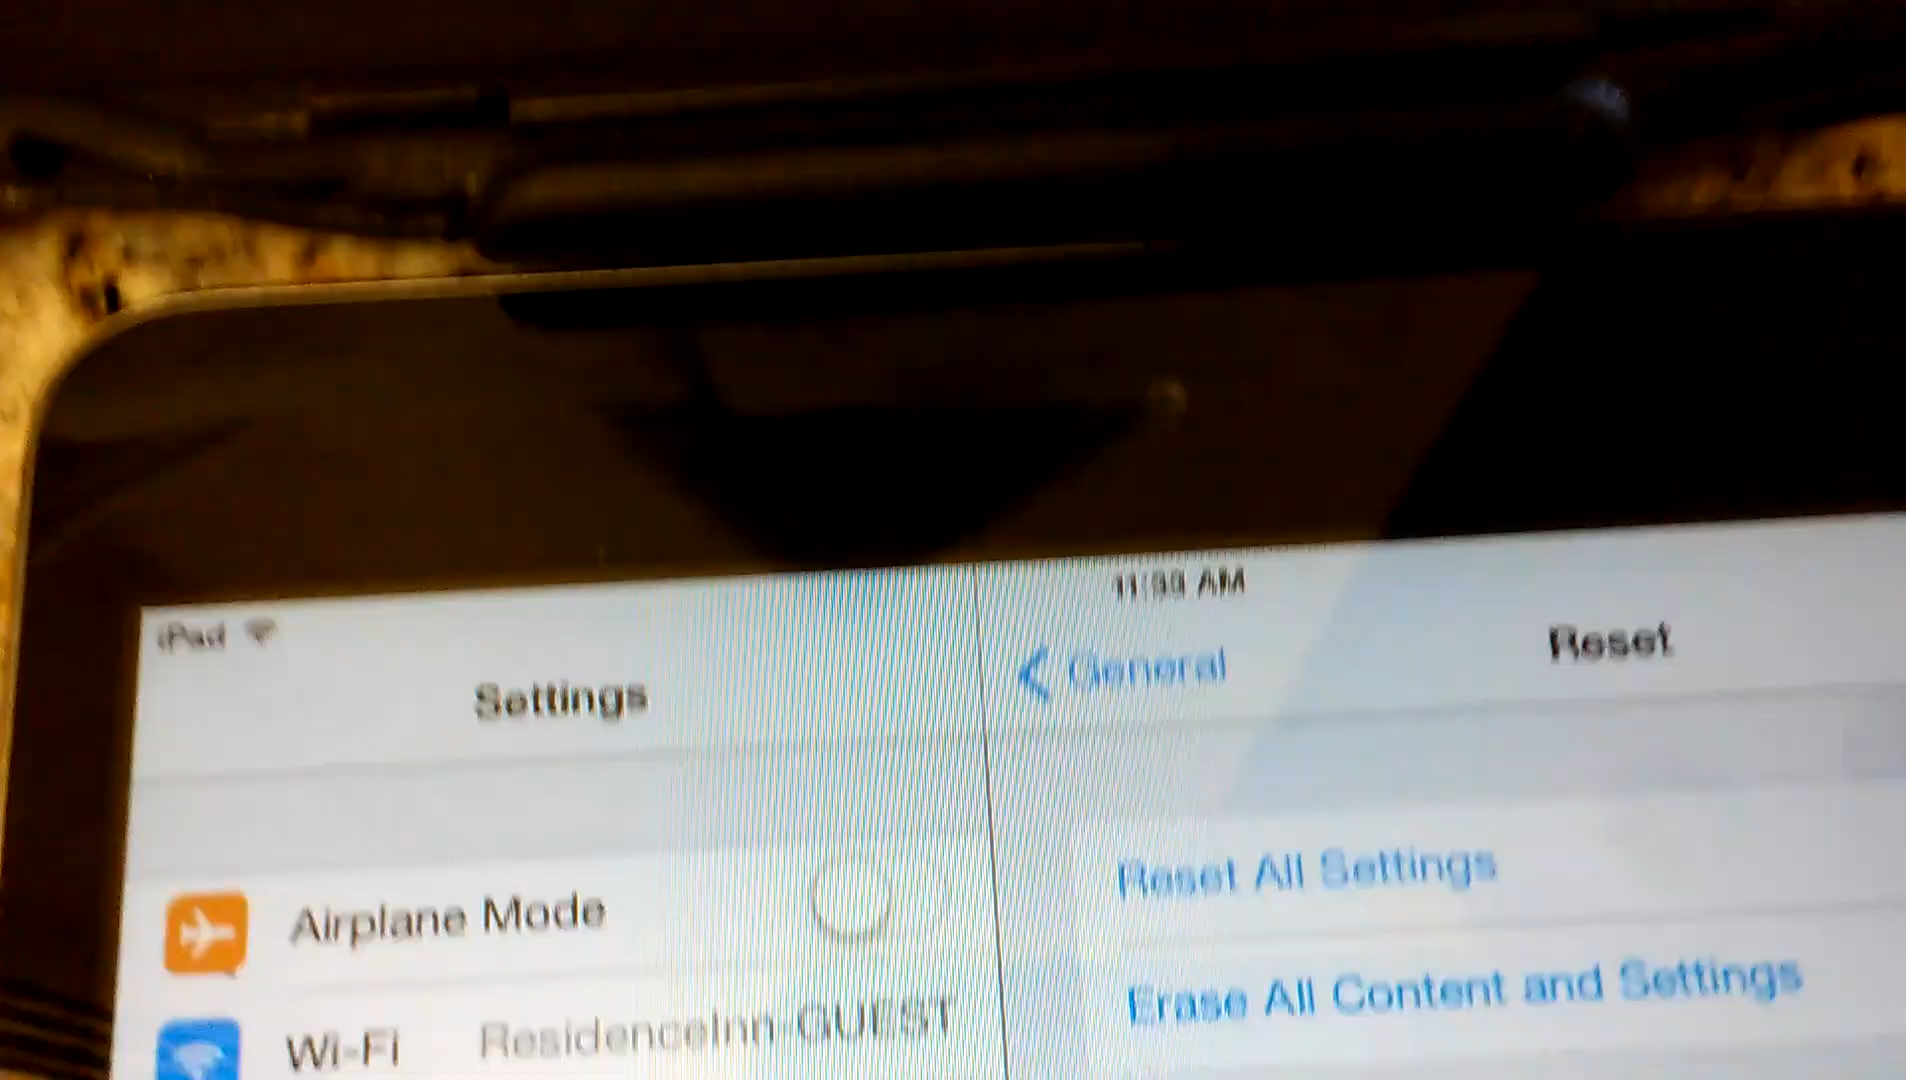 iPad
11:33 AM
Settings
General
Reset
Airplane Mode
Reset All Settings
Wi-Fi ResidenceInn-GUEST
Erase All Content and Settings